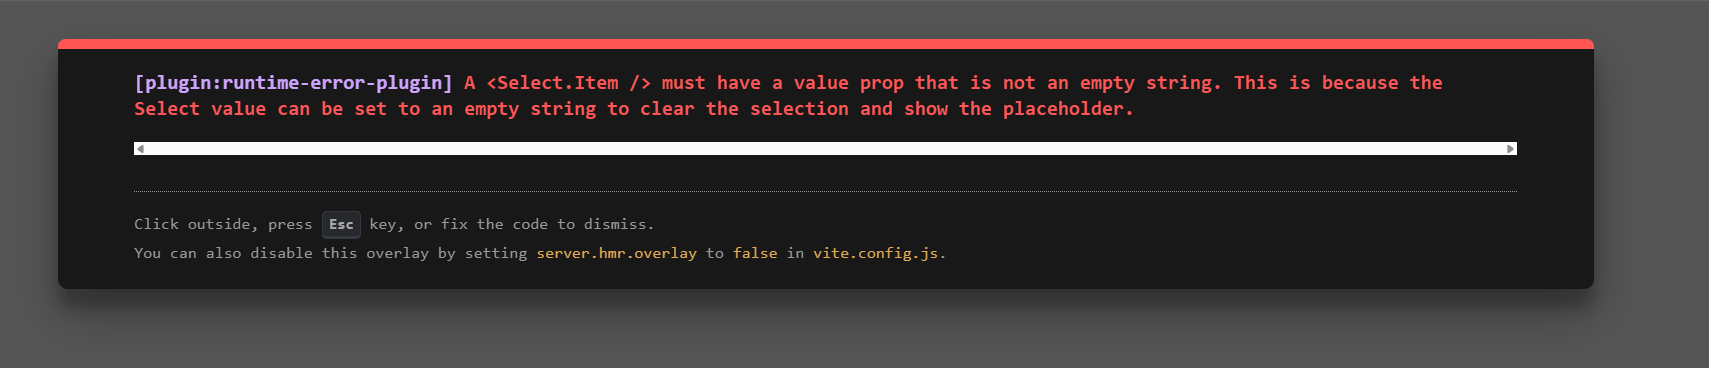 [plugin:runtime-error-plugin] A <Select.Item /> must have a value prop that is not an empty string. This is because the
Select value can be set to an empty string to clear the selection and show the placeholder.
Click outside, press Esc key, or fix the code to dismiss.
You can also disable this overlay by setting server.hmr.overlay to false in vite.config.js.